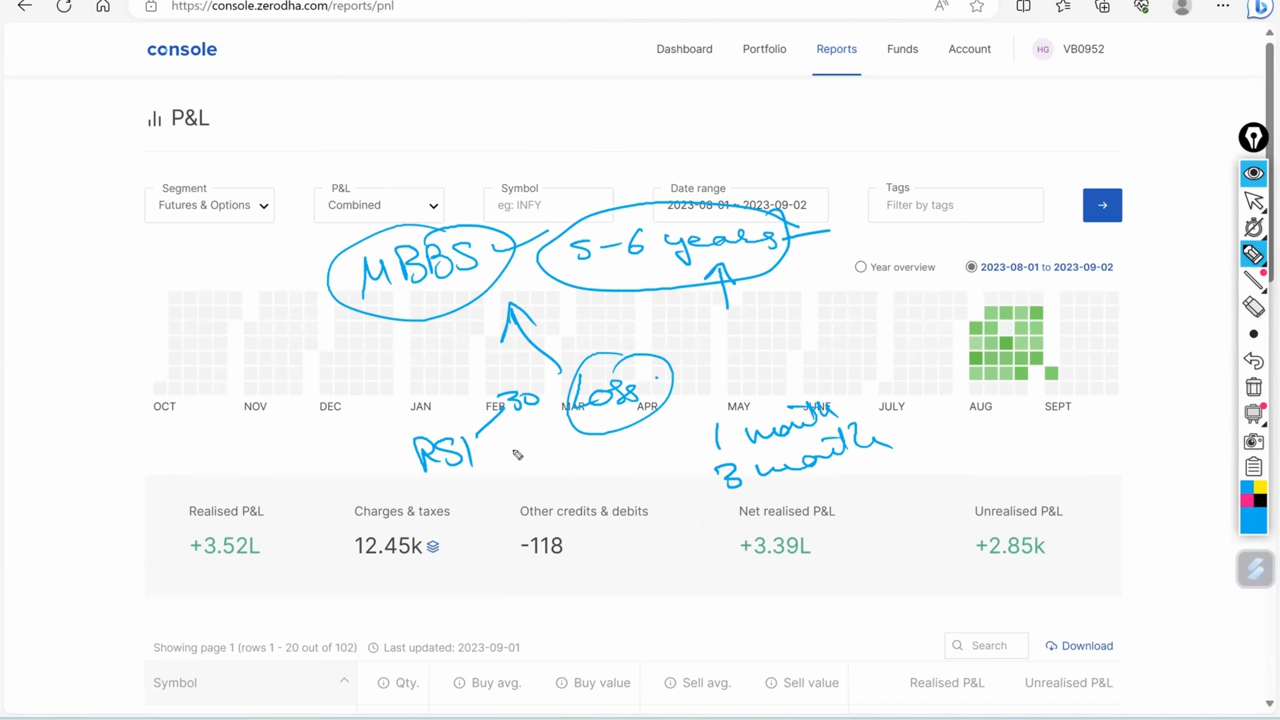 https://console.zerodha.com/reports/pnl
console
Dashboard Portfolio Reports Funds Account HG VB0952
P&L
Segment P&L Symbol Date range Tags
Futures & Options Combined eg: INFY 2023-08-01 ~ 2023-09-02 Filter by tags
MBBS 5-6 years
Year overview 2023-08-01 to 2023-09-02
Loss
30
OCT NOV DEC JAN FEB MAR APR MAY JUNE JULY AUG SEPT
RSI
1 month
3 month
Realised P&L Charges & taxes Other credits & debits Net realised P&L Unrealised P&L
+3.52L 12.45k -118 +3.39L +2.85k
Showing page 1 (rows 1 - 20 out of 102) Last updated: 2023-09-01 Search Download
Symbol Qty. Buy avg. Buy value Sell avg. Sell value Realised P&L Unrealised P&L